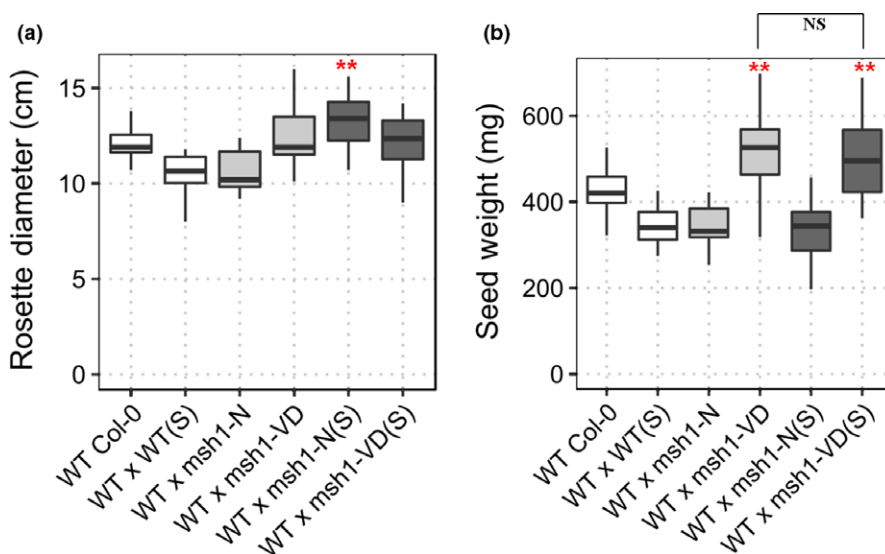 (a)
**
Rosette diameter (cm)
15
10
5
0
WT Col-0
WT x WT(S)
WT x msh1-N
WT x msh1-VD
WT x msh1-N(S)
WT x msh1-VD(S)
(b)
NS
** **
Seed weight (mg)
600
400
200
0
WT Col-0
WT x WT(S)
WT x msh1-N
WT x msh1-VD
WT x msh1-N(S)
WT x msh1-VD(S)